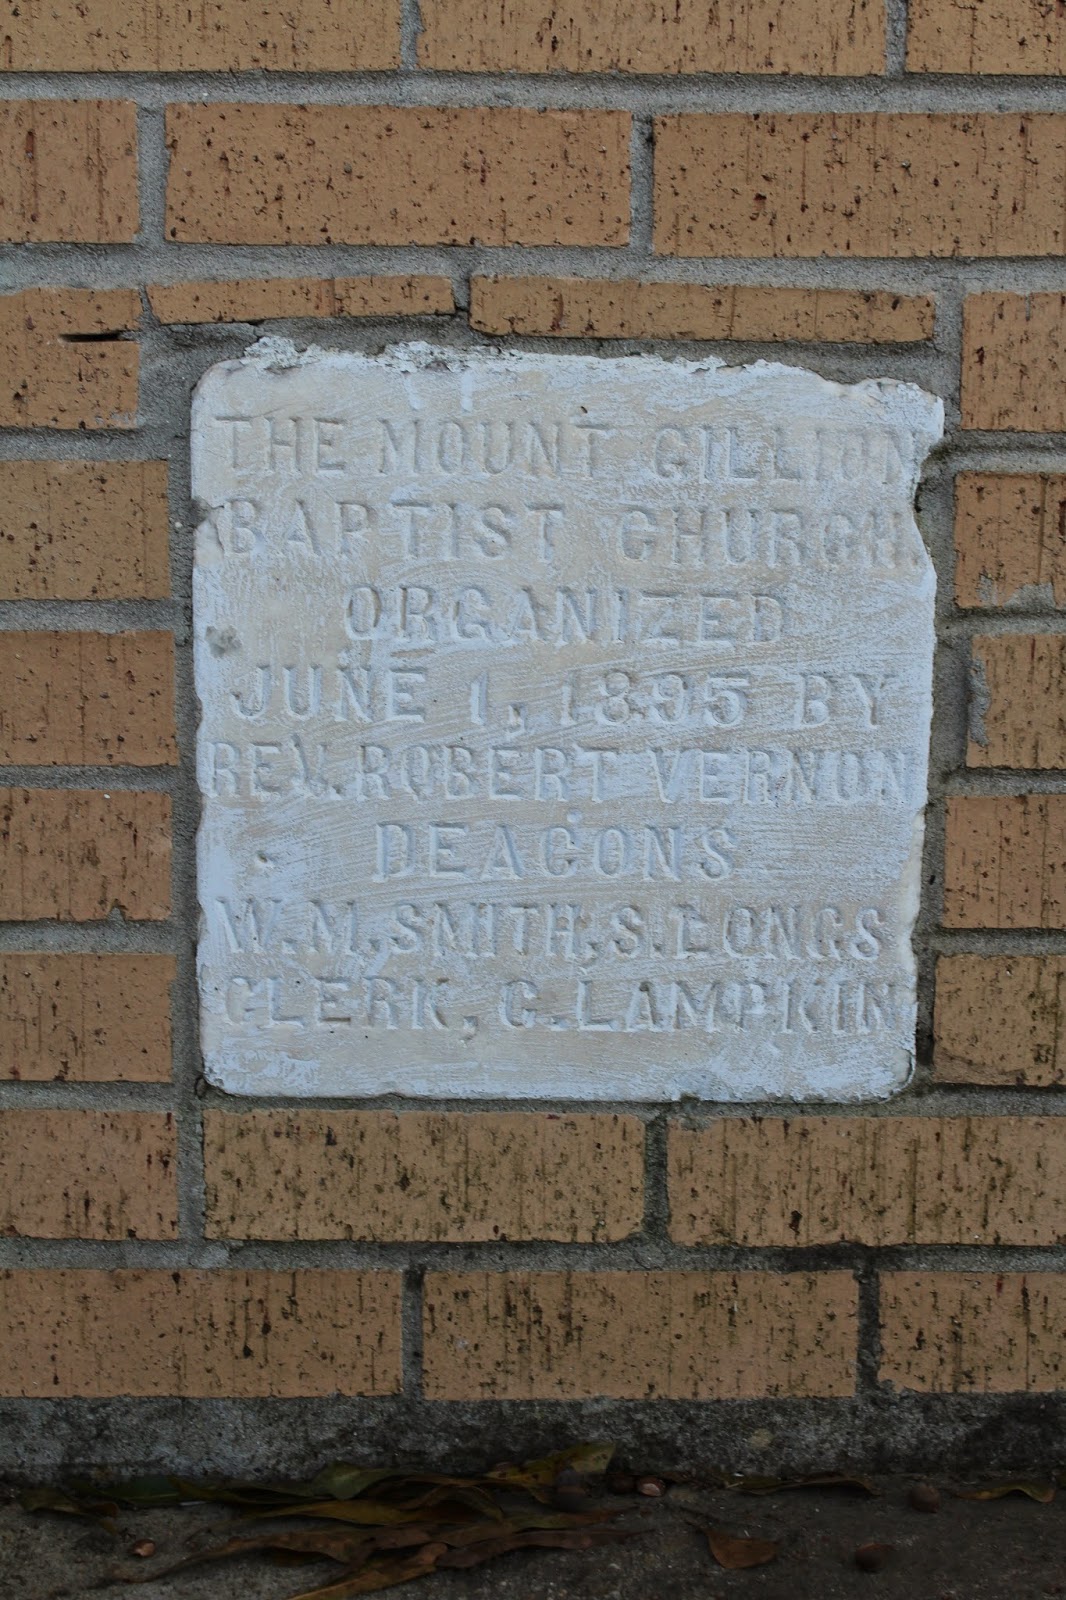 THE MOUNT GILLION
BAPTIST CHURCH.
ORGANIZED
JUNE 1, 1895 BY
REV. ROBERT VERNON
DEACONS
W.M. SMITH, S. LONGS
CLERK, C. LAMPKIN